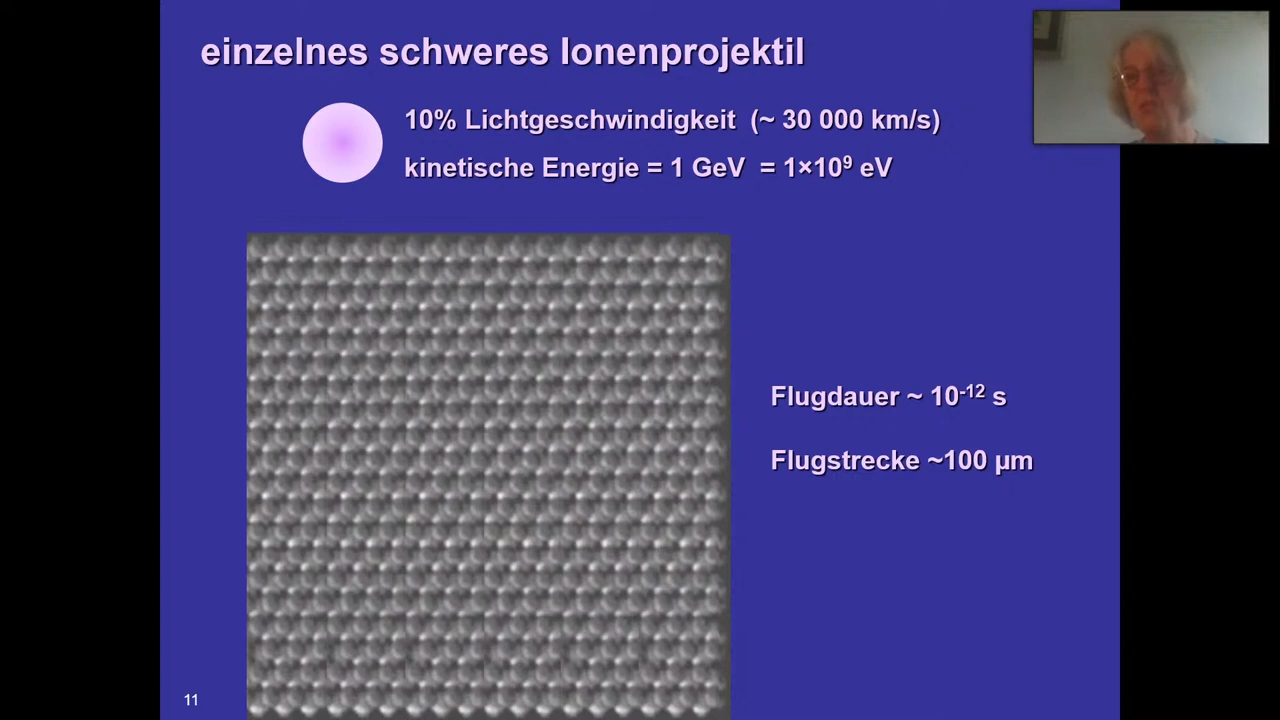 einzelnes schweres Ionenprojektil
10% Lichtgeschwindigkeit (~ 30 000 km/s)
kinetische Energie = 1 GeV = 1×10⁹ eV
Flugdauer ~ 10⁻¹² s
Flugstrecke ~100 µm
11